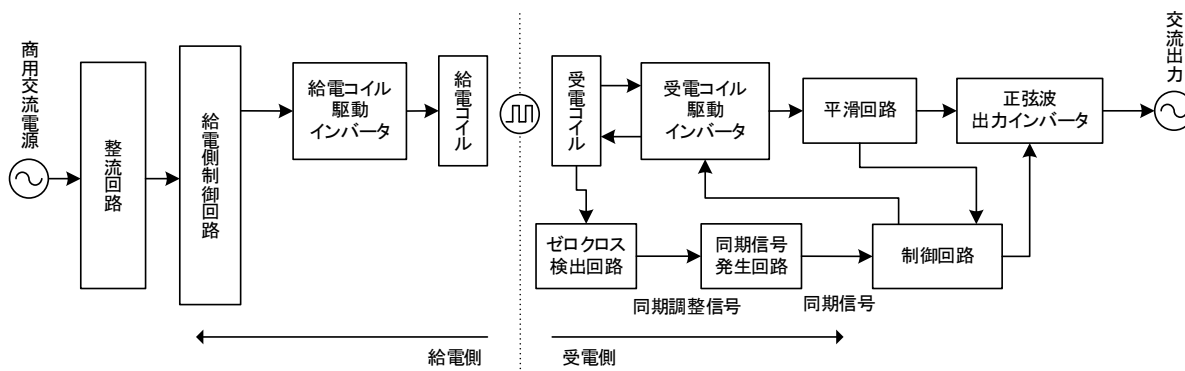 商用交流電源
整流回路
給電側制御回路
給電コイル
駆動
インバータ
給電コイル
受電コイル
受電コイル
駆動
インバータ
平滑回路
正弦波
出力インバータ
交流出力
ゼロクロス
検出回路
同期信号
発生回路
制御回路
同期調整信号
同期信号
給電側
受電側